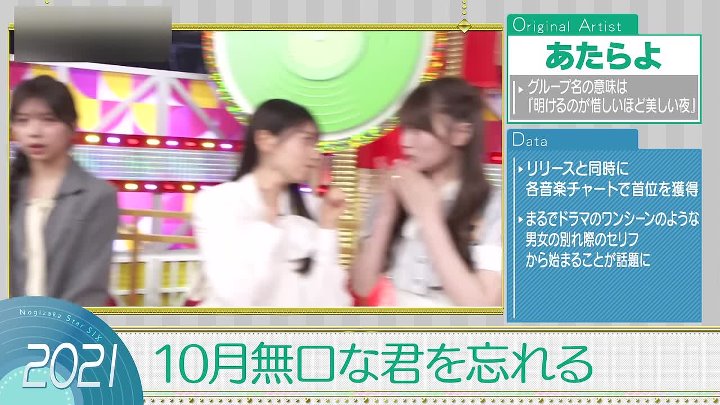 Original Artist
あたらよ
▶グループ名の意味は
「明けるのが惜しいほど美しい夜」
Data
▶リリースと同時に
各音楽チャートで首位を獲得
▶まるでドラマのワンシーンのような
男女の別れ際のセリフ
から始まることが話題に
Nogizaka Star SIX
2021
10月無口な君を忘れる